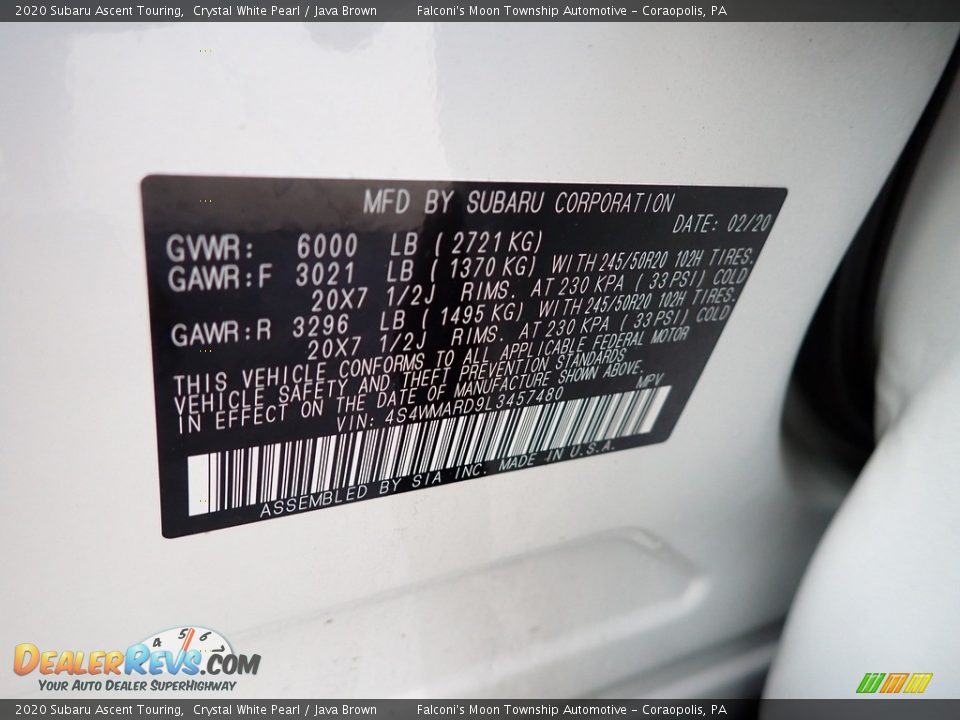 2020 Subaru Ascent Touring, Crystal White Pearl / Java Brown Falconi's Moon Township Automotive - Coraopolis, PA
MFD BY SUBARU CORPORATION
DATE: 02/20
GVWR: 6000 LB ( 2721 KG)
GAWR:F 3021 LB ( 1370 KG) WITH 245/50R20 102H TIRES.
20X7 1/2J RIMS. AT 230 KPA ( 33 PSI) COLD
GAWR:R 3296 LB ( 1495 KG) WITH 245/50R20 102H TIRES.
20X7 1/2J RIMS. AT 230 KPA ( 33 PSI) COLD
THIS VEHICLE CONFORMS TO ALL APPLICABLE FEDERAL MOTOR
VEHICLE SAFETY AND THEFT PREVENTION STANDARDS
IN EFFECT ON THE DATE OF MANUFACTURE SHOWN ABOVE.
VIN: 4S4WMARD9L3457480 MPV
ASSEMBLED BY SIA INC. MADE IN U.S.A.
4 5 6 7
DEALERREVS.COM
YOUR AUTO DEALER SUPERHIGHWAY
2020 Subaru Ascent Touring, Crystal White Pearl / Java Brown Falconi's Moon Township Automotive - Coraopolis, PA